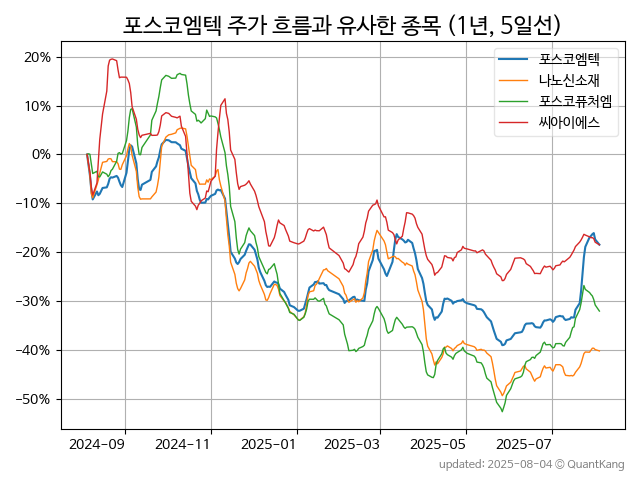 포스코엠텍 주가 흐름과 유사한 종목 (1년, 5일선)
포스코엠텍
나노신소재
포스코퓨처엠
씨아이에스
20%
10%
0%
−10%
−20%
−30%
−40%
−50%
2024-09
2024-11
2025-01
2025-03
2025-05
2025-07
updated: 2025-08-04 © QuantKang